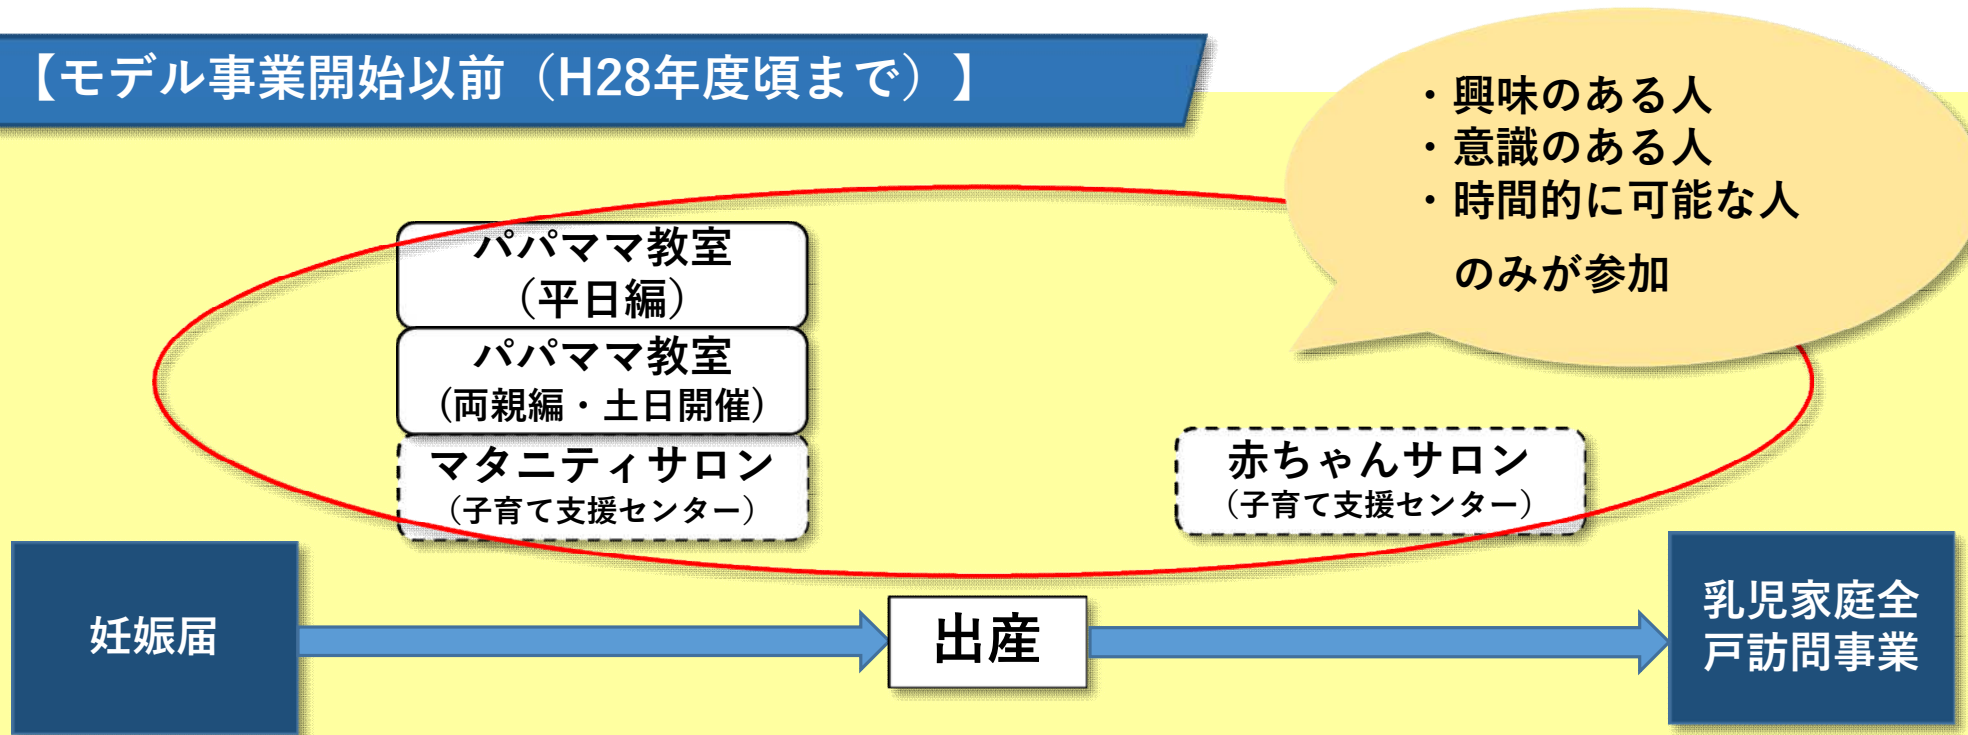 【モデル事業開始以前（H28年度頃まで）】
・興味のある人
・意識のある人
・時間的に可能な人
のみが参加
パパママ教室
（平日編）
パパママ教室
（両親編・土日開催）
マタニティサロン
（子育て支援センター）
赤ちゃんサロン
（子育て支援センター）
妊娠届
出産
乳児家庭全
戸訪問事業